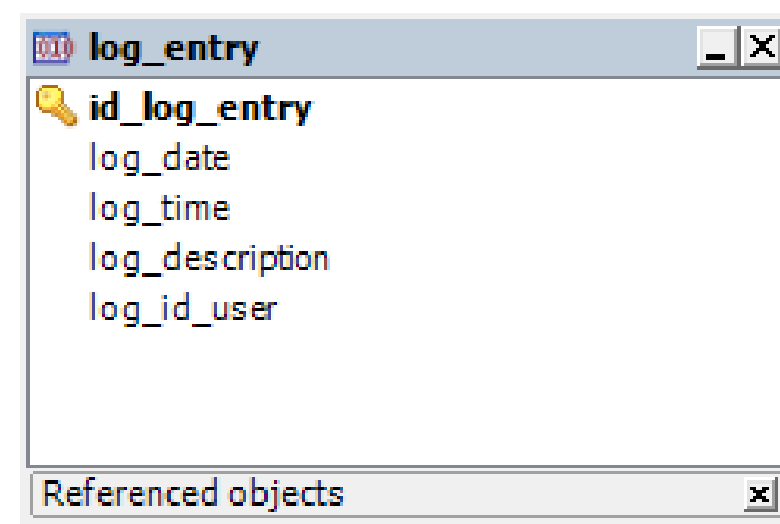 log_entry
id_log_entry
log_date
log_time
log_description
log_id_user
Referenced objects